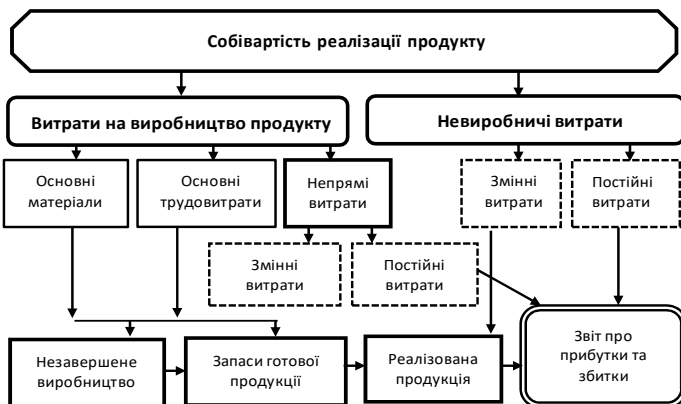 Собівартість реалізації продукту
Витрати на виробництво продукту
Невиробничі витрати
Основні
матеріали
Основні
трудовитрати
Непрямі
витрати
Змінні
витрати
Постійні
витрати
Змінні
витрати
Постійні
витрати
Незавершене
виробництво
Запаси готової
продукції
Реалізована
продукція
Звіт про
прибутки та
збитки